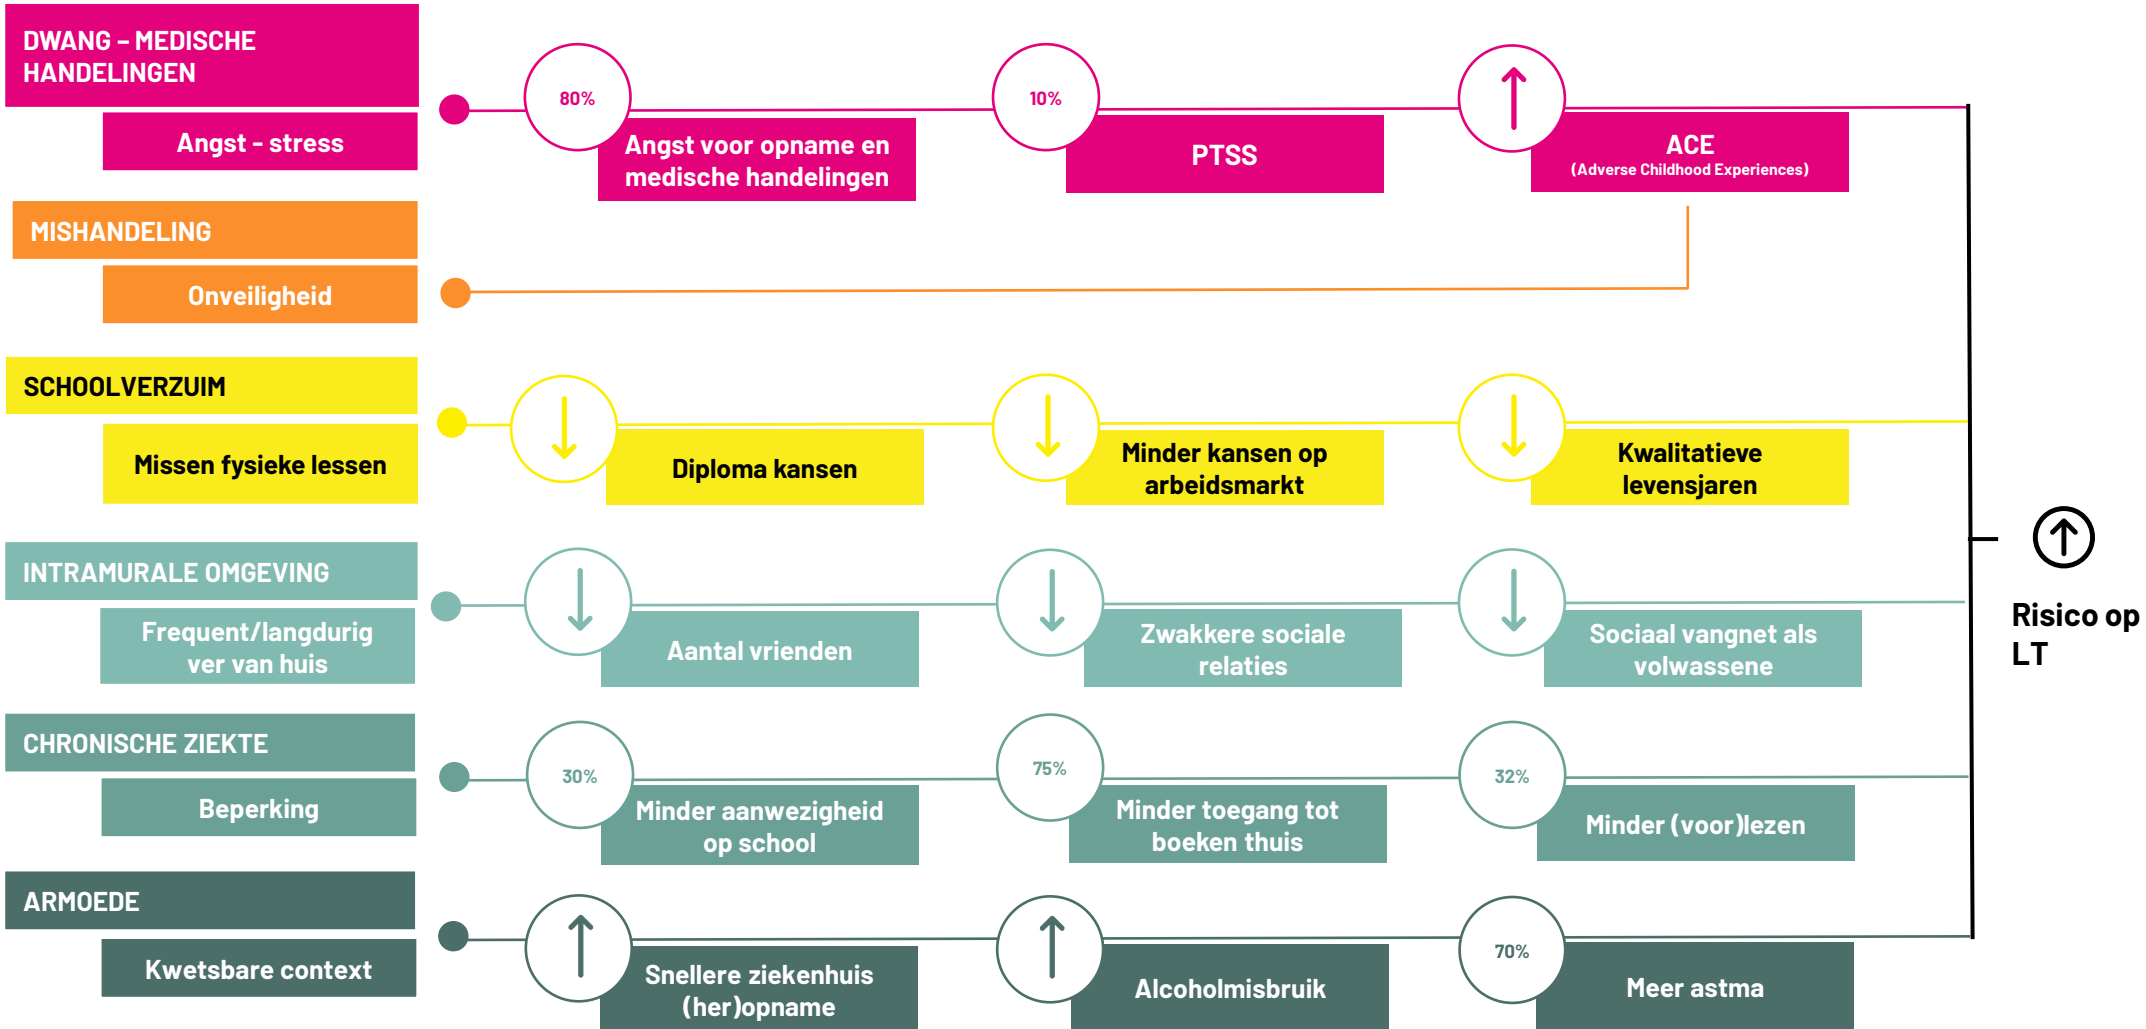 DWANG – MEDISCHE
HANDELINGEN
Angst - stress
80%
Angst voor opname en
medische handelingen
10%
PTSS
ACE
(Adverse Childhood Experiences)
MISHANDELING
Onveiligheid
SCHOOLVERZUIM
Missen fysieke lessen
Diploma kansen
Minder kansen op
arbeidsmarkt
Kwalitatieve
levensjaren
INTRAMURALE OMGEVING
Frequent/langdurig
ver van huis
Aantal vrienden
Zwakkere sociale
relaties
Sociaal vangnet als
volwassene
CHRONISCHE ZIEKTE
Beperking
30%
Minder aanwezigheid
op school
75%
Minder toegang tot
boeken thuis
32%
Minder (voor)lezen
ARMOEDE
Kwetsbare context
Snellere ziekenhuis
(her)opname
Alcoholmisbruik
70%
Meer astma
Risico op
LT